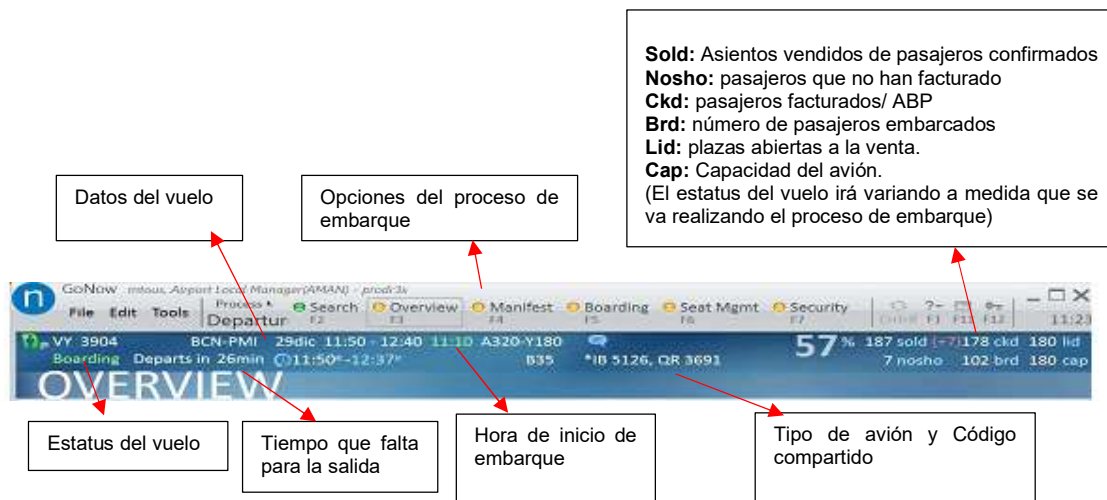 Sold: Asientos vendidos de pasajeros confirmados
Nosho: pasajeros que no han facturado
Ckd: pasajeros facturados/ ABP
Brd: número de pasajeros embarcados
Lid: plazas abiertas a la venta.
Cap: Capacidad del avión.
(El estatus del vuelo irá variando a medida que se
va realizando el proceso de embarque)
Datos del vuelo
Opciones del proceso de
embarque
n GoNow mtous, Airport Local Manager(AMAN) - prodr3x
File Edit Tools Process Departur Search F2 Overview F3 Manifest F4 Boarding F5 Seat Mgmt F6 Security F7 F1 F11 F12 11:23
VY 3904 BCN-PMI 29dic 11:50 - 12:40 11:10 A320-Y180 57% 187 sold (+7) 178 ckd 180 lid
Boarding Departs in 26min 11:50 -12:37 B35 *IB 5126, QR 3691 7 nosho 102 brd 180 cap
OVERVIEW
Estatus del vuelo
Tiempo que falta
para la salida
Hora de inicio de
embarque
Tipo de avión y Código
compartido